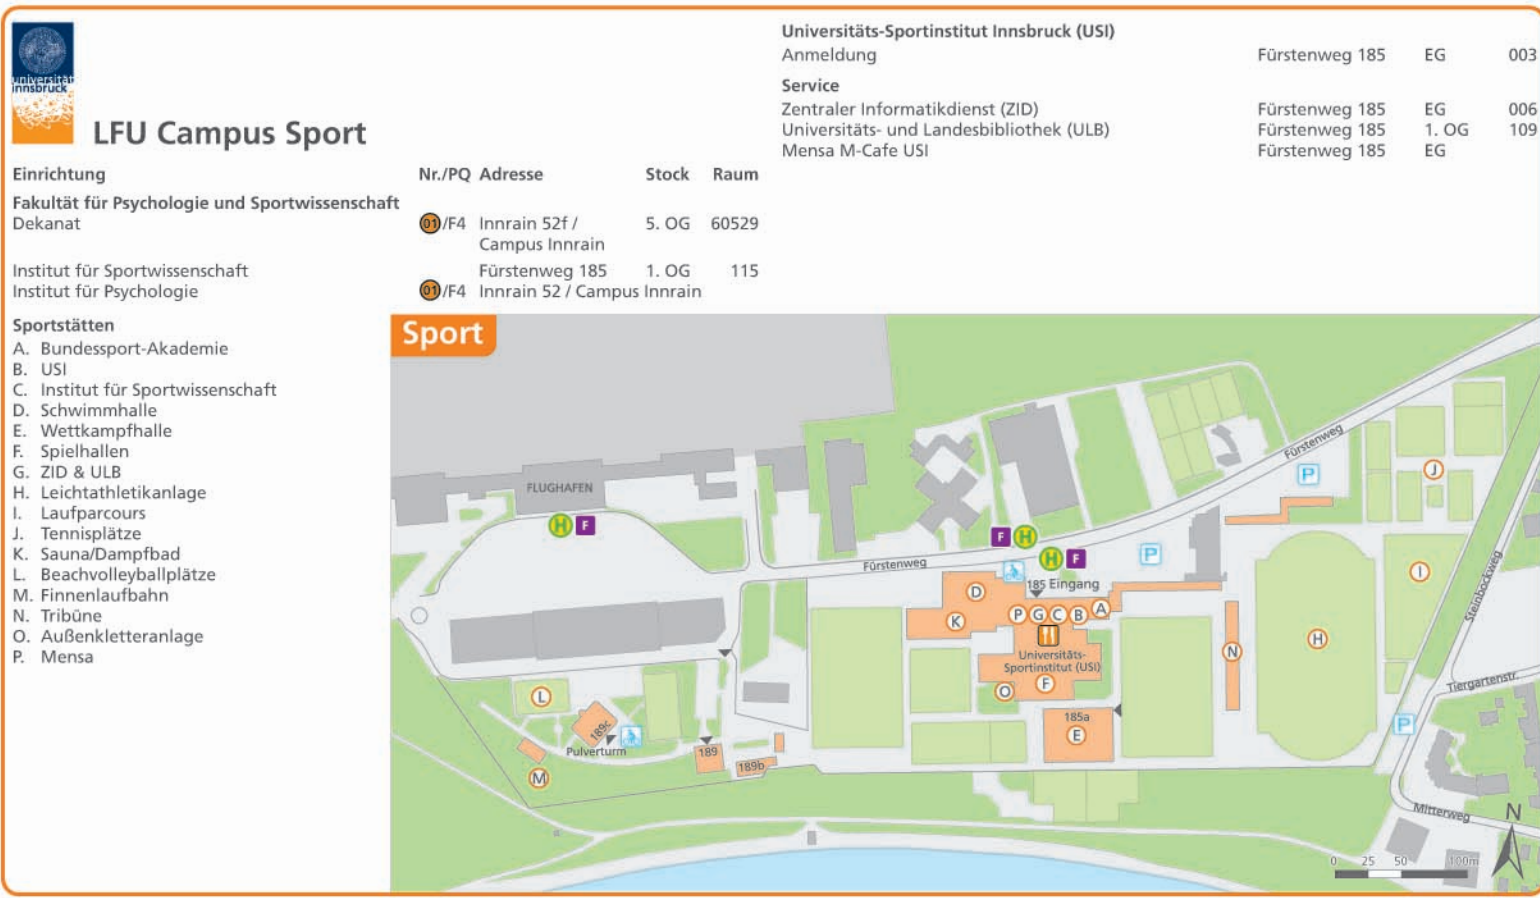 universität
innsbruck
LFU Campus Sport
Einrichtung Nr./PQ Adresse Stock Raum
Fakultät für Psychologie und Sportwissenschaft
Dekanat 01/F4 Innrain 52f / 5. OG 60529
Campus Innrain
Institut für Sportwissenschaft Fürstenweg 185 1. OG 115
Institut für Psychologie 01/F4 Innrain 52 / Campus Innrain
Sportstätten
A. Bundessport-Akademie
B. USI
C. Institut für Sportwissenschaft
D. Schwimmhalle
E. Wettkampfhalle
F. Spielhallen
G. ZID & ULB
H. Leichtathletikanlage
I. Laufparcours
J. Tennisplätze
K. Sauna/Dampfbad
L. Beachvolleyballplätze
M. Finnenlaufbahn
N. Tribüne
O. Außenkletteranlage
P. Mensa
Universitäts-Sportinstitut Innsbruck (USI)
Anmeldung Fürstenweg 185 EG 003
Service
Zentraler Informatikdienst (ZID) Fürstenweg 185 EG 006
Universitäts- und Landesbibliothek (ULB) Fürstenweg 185 1. OG 109
Mensa M-Cafe USI Fürstenweg 185 EG
Sport
Fürstenweg
P
J
FLUGHAFEN
H F
F H
H F
P
Fürstenweg
185 Eingang
I
Steinbockweg
D
K
P G C B A
Universitäts-
Sportinstitut (USI)
O F
N
H
Tiergartenstr.
L
189c
Pulverturm
M
189
189b
185a
E
P
Mitterweg
N
0 25 50 100m